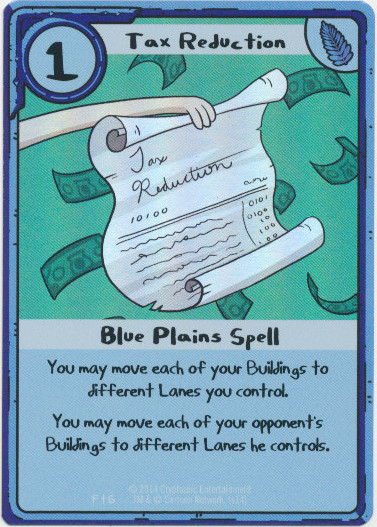 1
Tax Reduction
Tax
Reduction
10100
0101
Blue Plains Spell
You may move each of your Buildings to
different Lanes you control.
You may move each of your opponent's
Buildings to different Lanes he controls.
© 2014 Cryptozoic Entertainment
TM & © Cartoon Network. (s14)